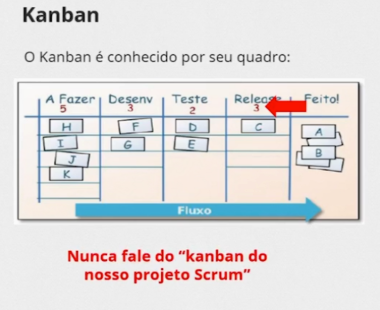 Kanban
O Kanban é conhecido por seu quadro:
A Fazer Desenv Teste Release Feito!
5 3 2 3
H F D C A
I G E B
J
K
Fluxo
Nunca fale do “kanban do
nosso projeto Scrum”